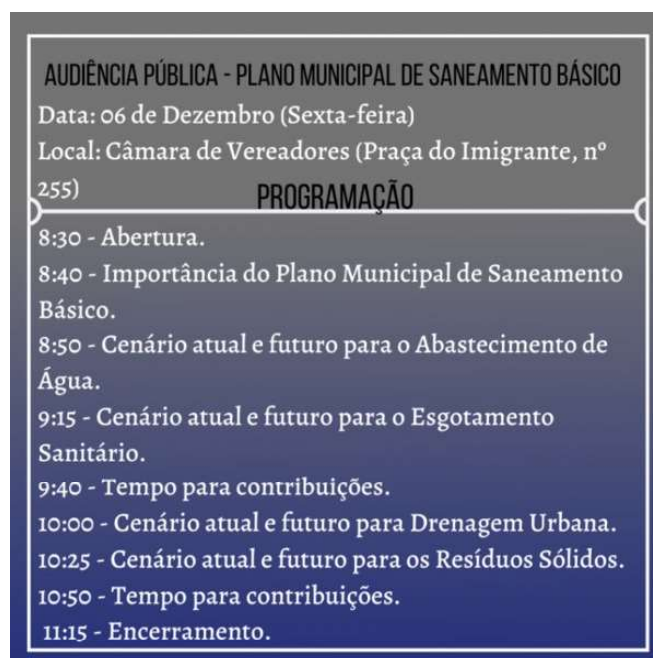 AUDIÊNCIA PÚBLICA - PLANO MUNICIPAL DE SANEAMENTO BÁSICO
Data: 06 de Dezembro (Sexta-feira)
Local: Câmara de Vereadores (Praça do Imigrante, nº
255)
PROGRAMAÇÃO
8:30 - Abertura.
8:40 - Importância do Plano Municipal de Saneamento
Básico.
8:50 - Cenário atual e futuro para o Abastecimento de
Água.
9:15 - Cenário atual e futuro para o Esgotamento
Sanitário.
9:40 - Tempo para contribuições.
10:00 - Cenário atual e futuro para Drenagem Urbana.
10:25 - Cenário atual e futuro para os Resíduos Sólidos.
10:50 - Tempo para contribuições.
11:15 - Encerramento.